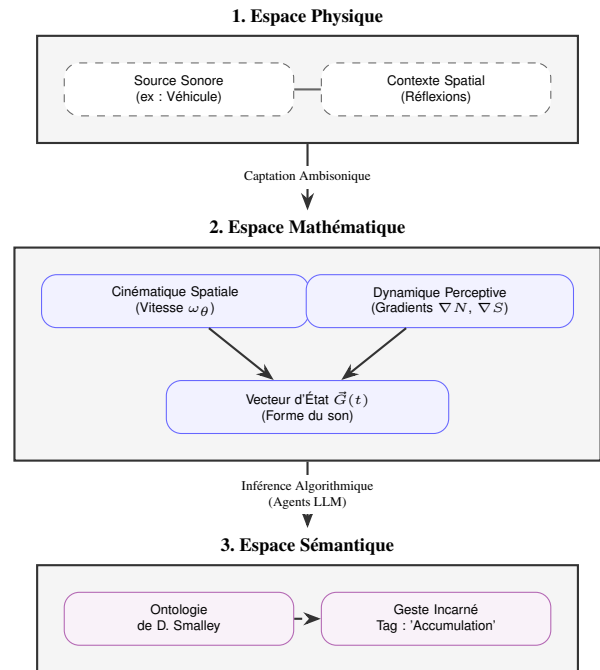 1. Espace Physique
Source Sonore
(ex : Véhicule)
Contexte Spatial
(Réflexions)
Captation Ambisonique
2. Espace Mathématique
Cinématique Spatiale
(Vitesse ω_θ)
Dynamique Perceptive
(Gradients ∇N, ∇S)
Vecteur d'État G⃗(t)
(Forme du son)
Inférence Algorithmique
(Agents LLM)
3. Espace Sémantique
Ontologie
de D. Smalley
Geste Incarné
Tag : 'Accumulation'